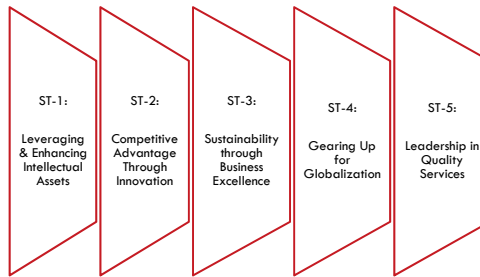 ST-1:
Leveraging
& Enhancing
Intellectual
Assets
ST-2:
Competitive
Advantage
Through
Innovation
ST-3:
Sustainability
through
Business
Excellence
ST-4:
Gearing Up
for
Globalization
ST-5:
Leadership in
Quality
Services